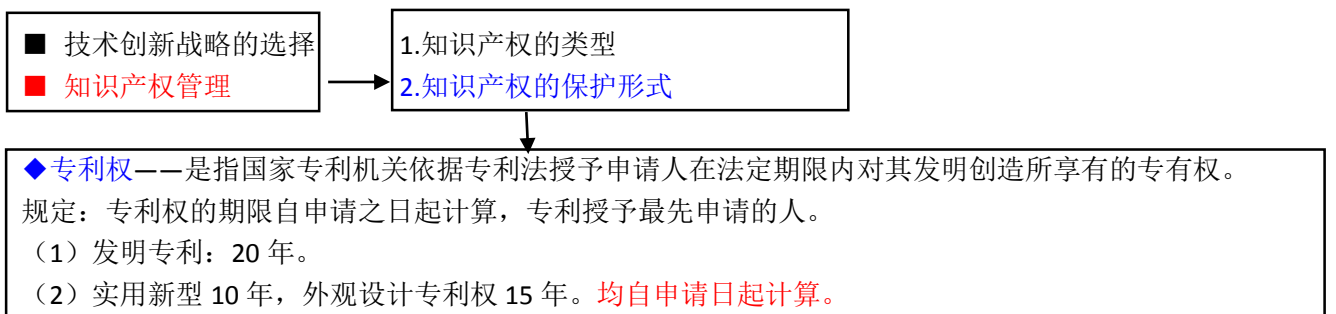 ■ 技术创新战略的选择
■ 知识产权管理
1.知识产权的类型
2.知识产权的保护形式
◆专利权——是指国家专利机关依据专利法授予申请人在法定期限内对其发明创造所享有的专有权。
规定：专利权的期限自申请之日起计算，专利授予最先申请的人。
（1）发明专利：20 年。
（2）实用新型 10 年，外观设计专利权 15 年。均自申请日起计算。